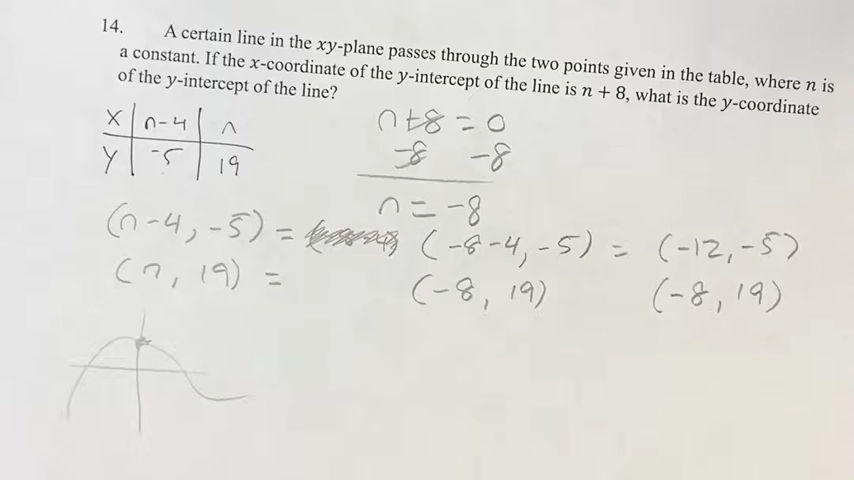 14. A certain line in the xy-plane passes through the two points given in the table, where n is
a constant. If the x-coordinate of the y-intercept of the line is n + 8, what is the y-coordinate
of the y-intercept of the line?
X | n-4 | n
Y | -5 | 19
n+8 = 0
-8 -8
n = -8
(n-4, -5) = (-8-4, -5) = (-12, -5)
(n, 19) = (-8, 19) (-8, 19)